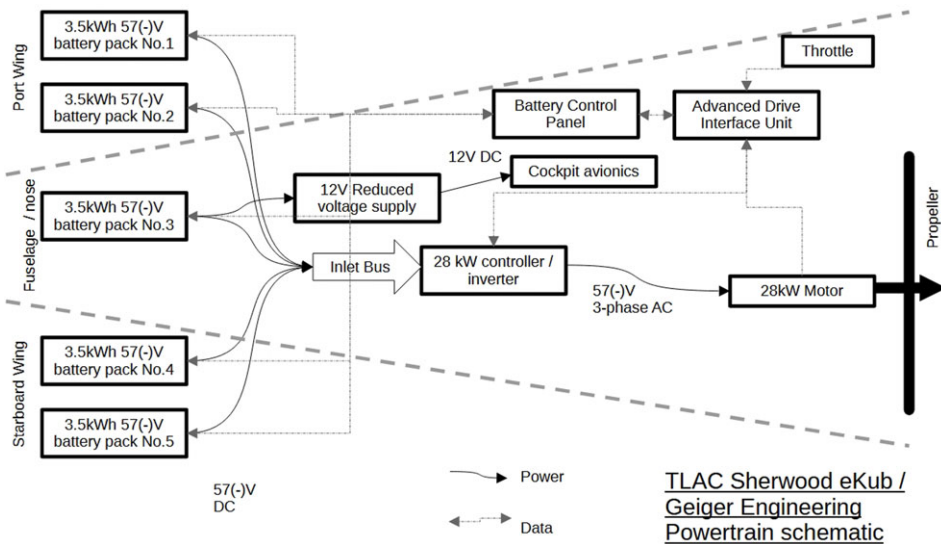 Port Wing
3.5kWh 57(-)V
battery pack No.1
3.5kWh 57(-)V
battery pack No.2
Throttle
Battery Control
Panel
Advanced Drive
Interface Unit
12V DC
Cockpit avionics
Fuselage / nose
3.5kWh 57(-)V
battery pack No.3
12V Reduced
voltage supply
Propeller
Inlet Bus
28 kW controller /
inverter
57(-)V
3-phase AC
28kW Motor
Starboard Wing
3.5kWh 57(-)V
battery pack No.4
3.5kWh 57(-)V
battery pack No.5
57(-)V
DC
Power
Data
TLAC Sherwood eKub /
Geiger Engineering
Powertrain schematic